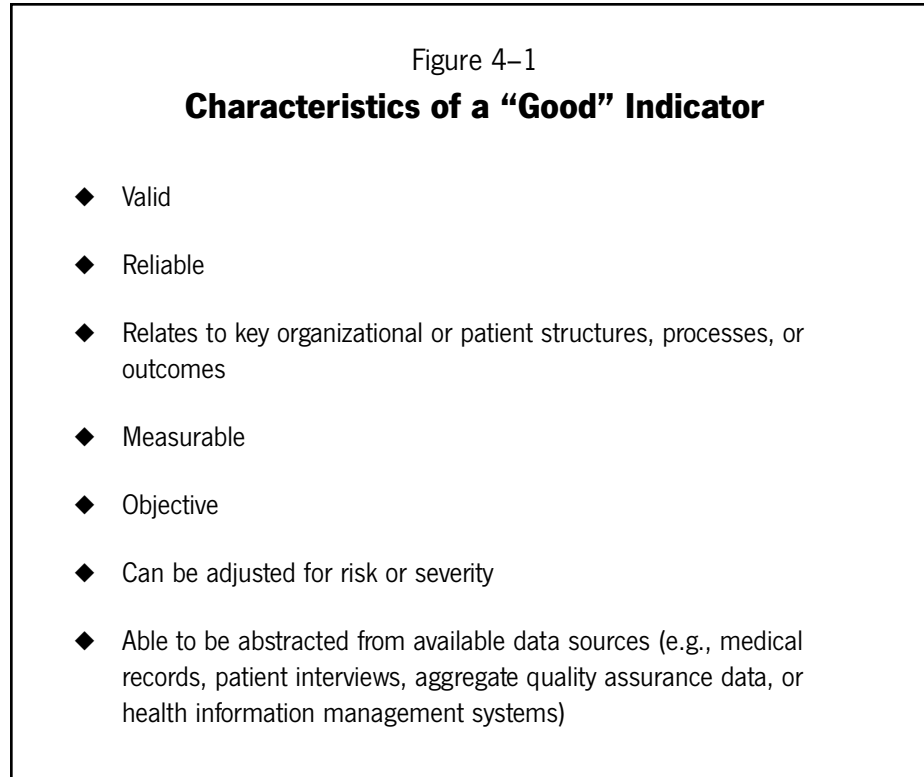 Figure 4–1
Characteristics of a “Good” Indicator
◆ Valid
◆ Reliable
◆ Relates to key organizational or patient structures, processes, or
outcomes
◆ Measurable
◆ Objective
◆ Can be adjusted for risk or severity
◆ Able to be abstracted from available data sources (e.g., medical
records, patient interviews, aggregate quality assurance data, or
health information management systems)